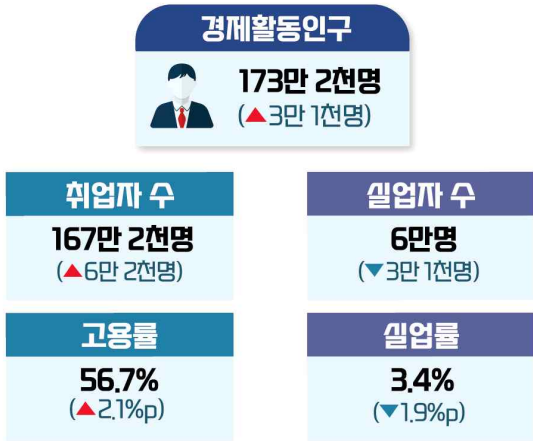 경제활동인구
173만 2천명
(▲3만 1천명)
취업자 수
167만 2천명
(▲6만 2천명)
실업자 수
6만명
(▼3만 1천명)
고용률
56.7%
(▲2.1%p)
실업률
3.4%
(▼1.9%p)